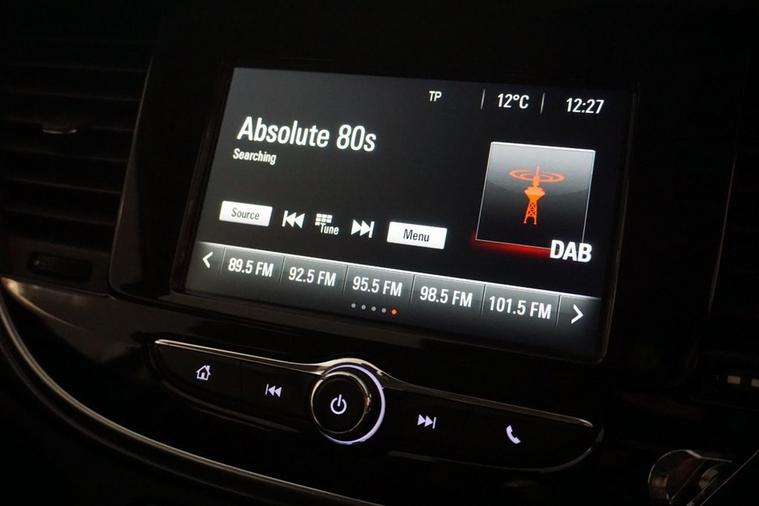 TP 12°C 12:27
Absolute 80s
Searching
DAB
Source Tune Menu
89.5 FM 92.5 FM 95.5 FM 98.5 FM 101.5 FM